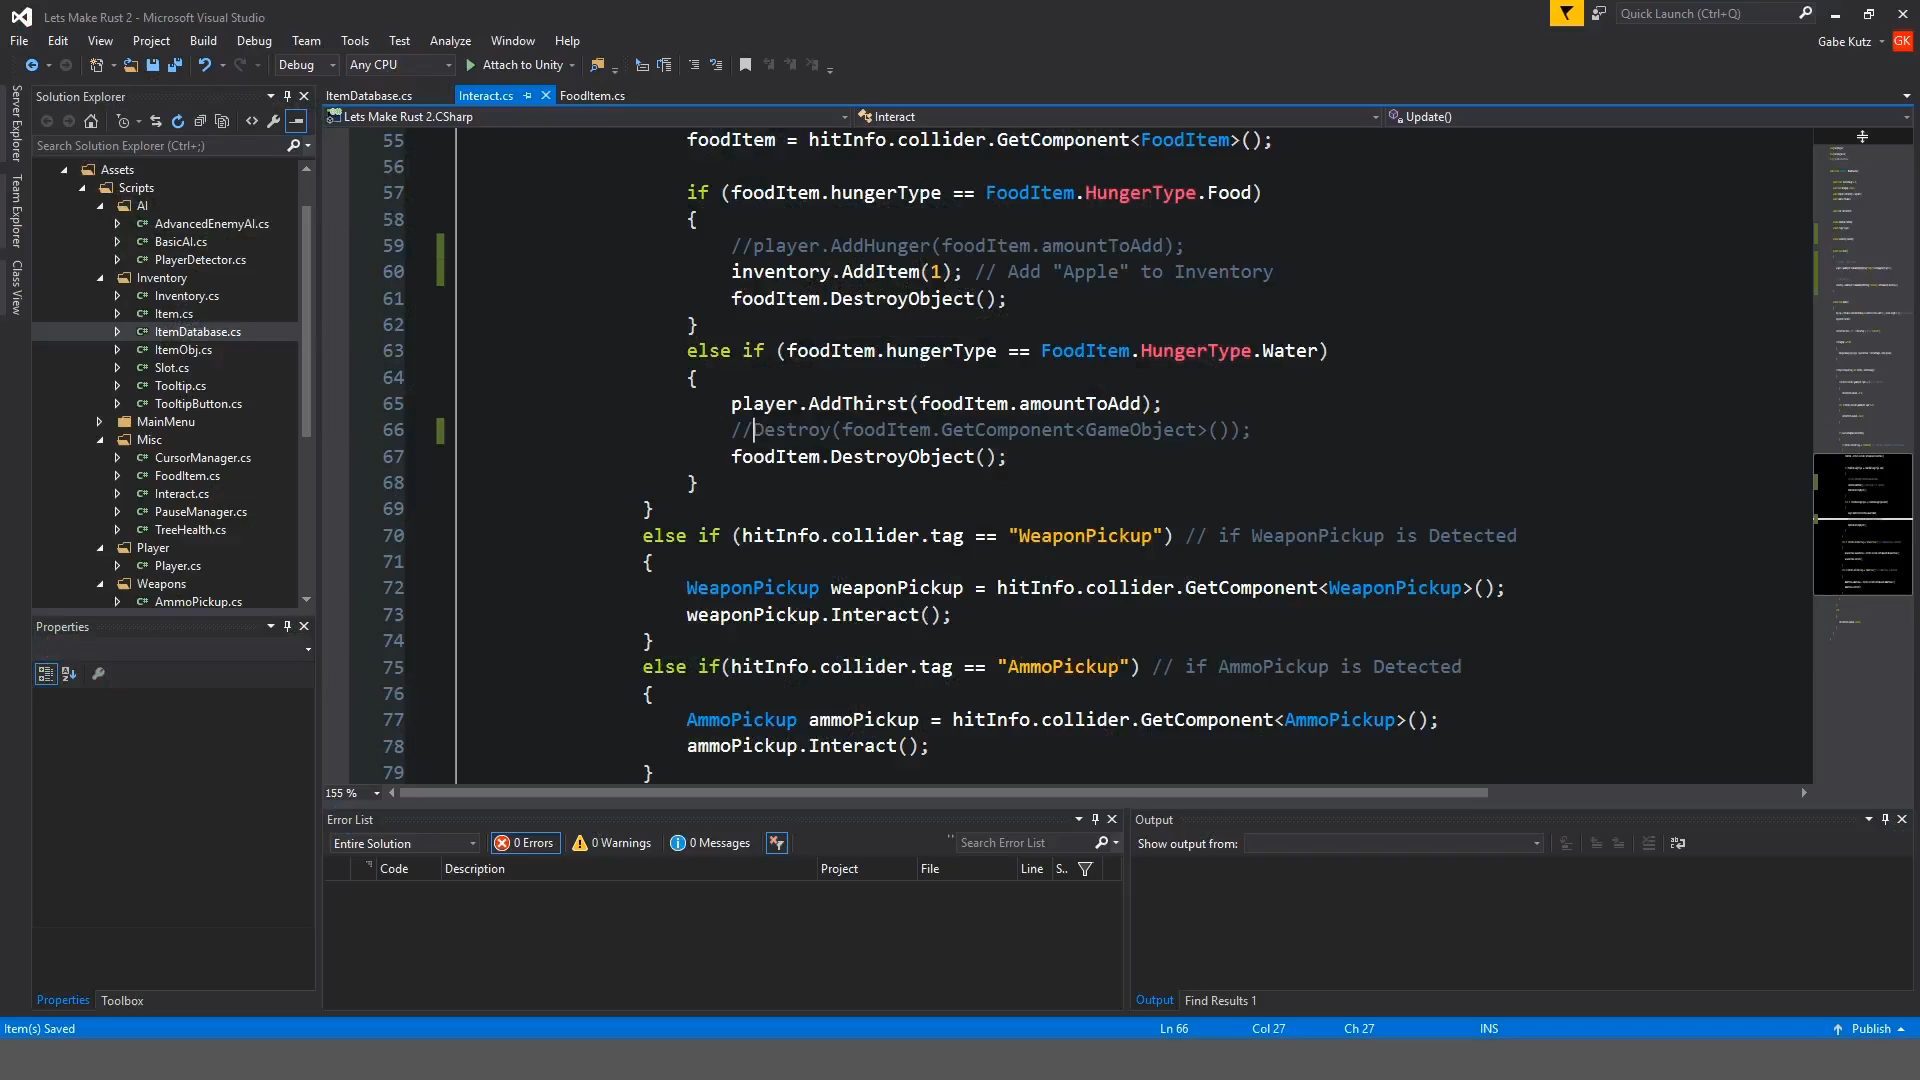 Lets Make Rust 2 - Microsoft Visual Studio
Quick Launch (Ctrl+Q)
File Edit View Project Build Debug Team Tools Test Analyze Window Help
Gabe Kutz GK
Debug Any CPU Attach to Unity
Server Explorer
Team Explorer
Class View
Solution Explorer
Search Solution Explorer (Ctrl+;)
Assets
Scripts
AI
C# AdvancedEnemyAI.cs
C# BasicAI.cs
C# PlayerDetector.cs
Inventory
C# Inventory.cs
C# Item.cs
C# ItemDatabase.cs
C# ItemObj.cs
C# Slot.cs
C# Tooltip.cs
C# TooltipButton.cs
MainMenu
Misc
C# CursorManager.cs
C# FoodItem.cs
C# Interact.cs
C# PauseManager.cs
C# TreeHealth.cs
Player
C# Player.cs
Weapons
C# AmmoPickup.cs
Properties
Properties Toolbox
ItemDatabase.cs Interact.cs FoodItem.cs
Lets Make Rust 2.CSharp Interact Update()
55 foodItem = hitInfo.collider.GetComponent<FoodItem>();
56
57 if (foodItem.hungerType == FoodItem.HungerType.Food)
58 {
59 //player.AddHunger(foodItem.amountToAdd);
60 inventory.AddItem(1); // Add "Apple" to Inventory
61 foodItem.DestroyObject();
62 }
63 else if (foodItem.hungerType == FoodItem.HungerType.Water)
64 {
65 player.AddThirst(foodItem.amountToAdd);
66 //Destroy(foodItem.GetComponent<GameObject>());
67 foodItem.DestroyObject();
68 }
69 }
70 else if (hitInfo.collider.tag == "WeaponPickup") // if WeaponPickup is Detected
71 {
72 WeaponPickup weaponPickup = hitInfo.collider.GetComponent<WeaponPickup>();
73 weaponPickup.Interact();
74 }
75 else if(hitInfo.collider.tag == "AmmoPickup") // if AmmoPickup is Detected
76 {
77 AmmoPickup ammoPickup = hitInfo.collider.GetComponent<AmmoPickup>();
78 ammoPickup.Interact();
79 }
155 %
Error List
Entire Solution 0 Errors 0 Warnings 0 Messages Search Error List
Code Description Project File Line S..
Output
Show output from:
Output Find Results 1
Item(s) Saved Ln 66 Col 27 Ch 27 INS Publish